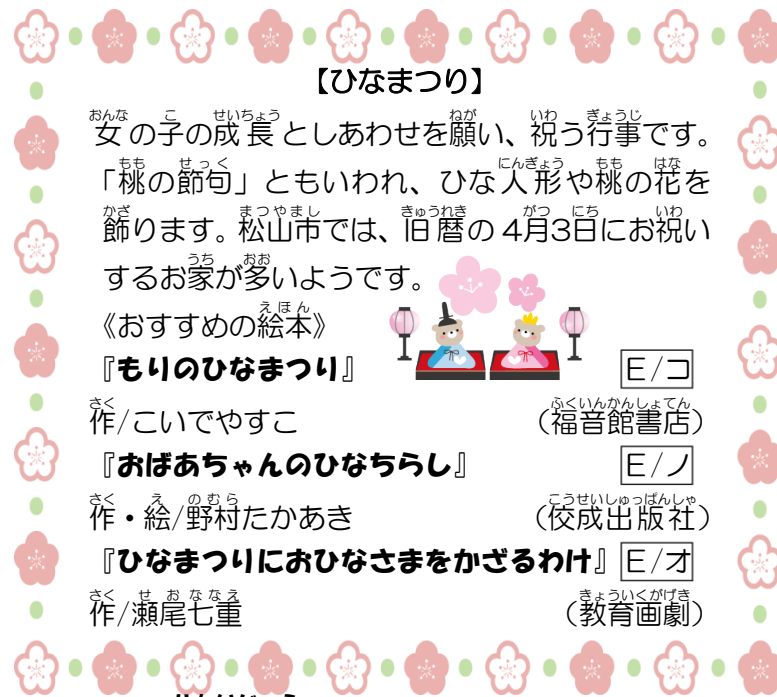 【ひなまつり】
女の子の成長としあわせを願い、祝う行事です。
「桃の節句」ともいわれ、ひな人形や桃の花を
飾ります。松山市では、旧暦の4月3日にお祝い
するお家が多いようです。
《おすすめの絵本》
『もりのひなまつり』 E/コ
作/こいでやすこ (福音館書店)
『おばあちゃんのひなちらし』 E/ノ
作・絵/野村たかあき (佼成出版社)
『ひなまつりにおひなさまをかざるわけ』 E/オ
作/瀬尾七重 (教育画劇)